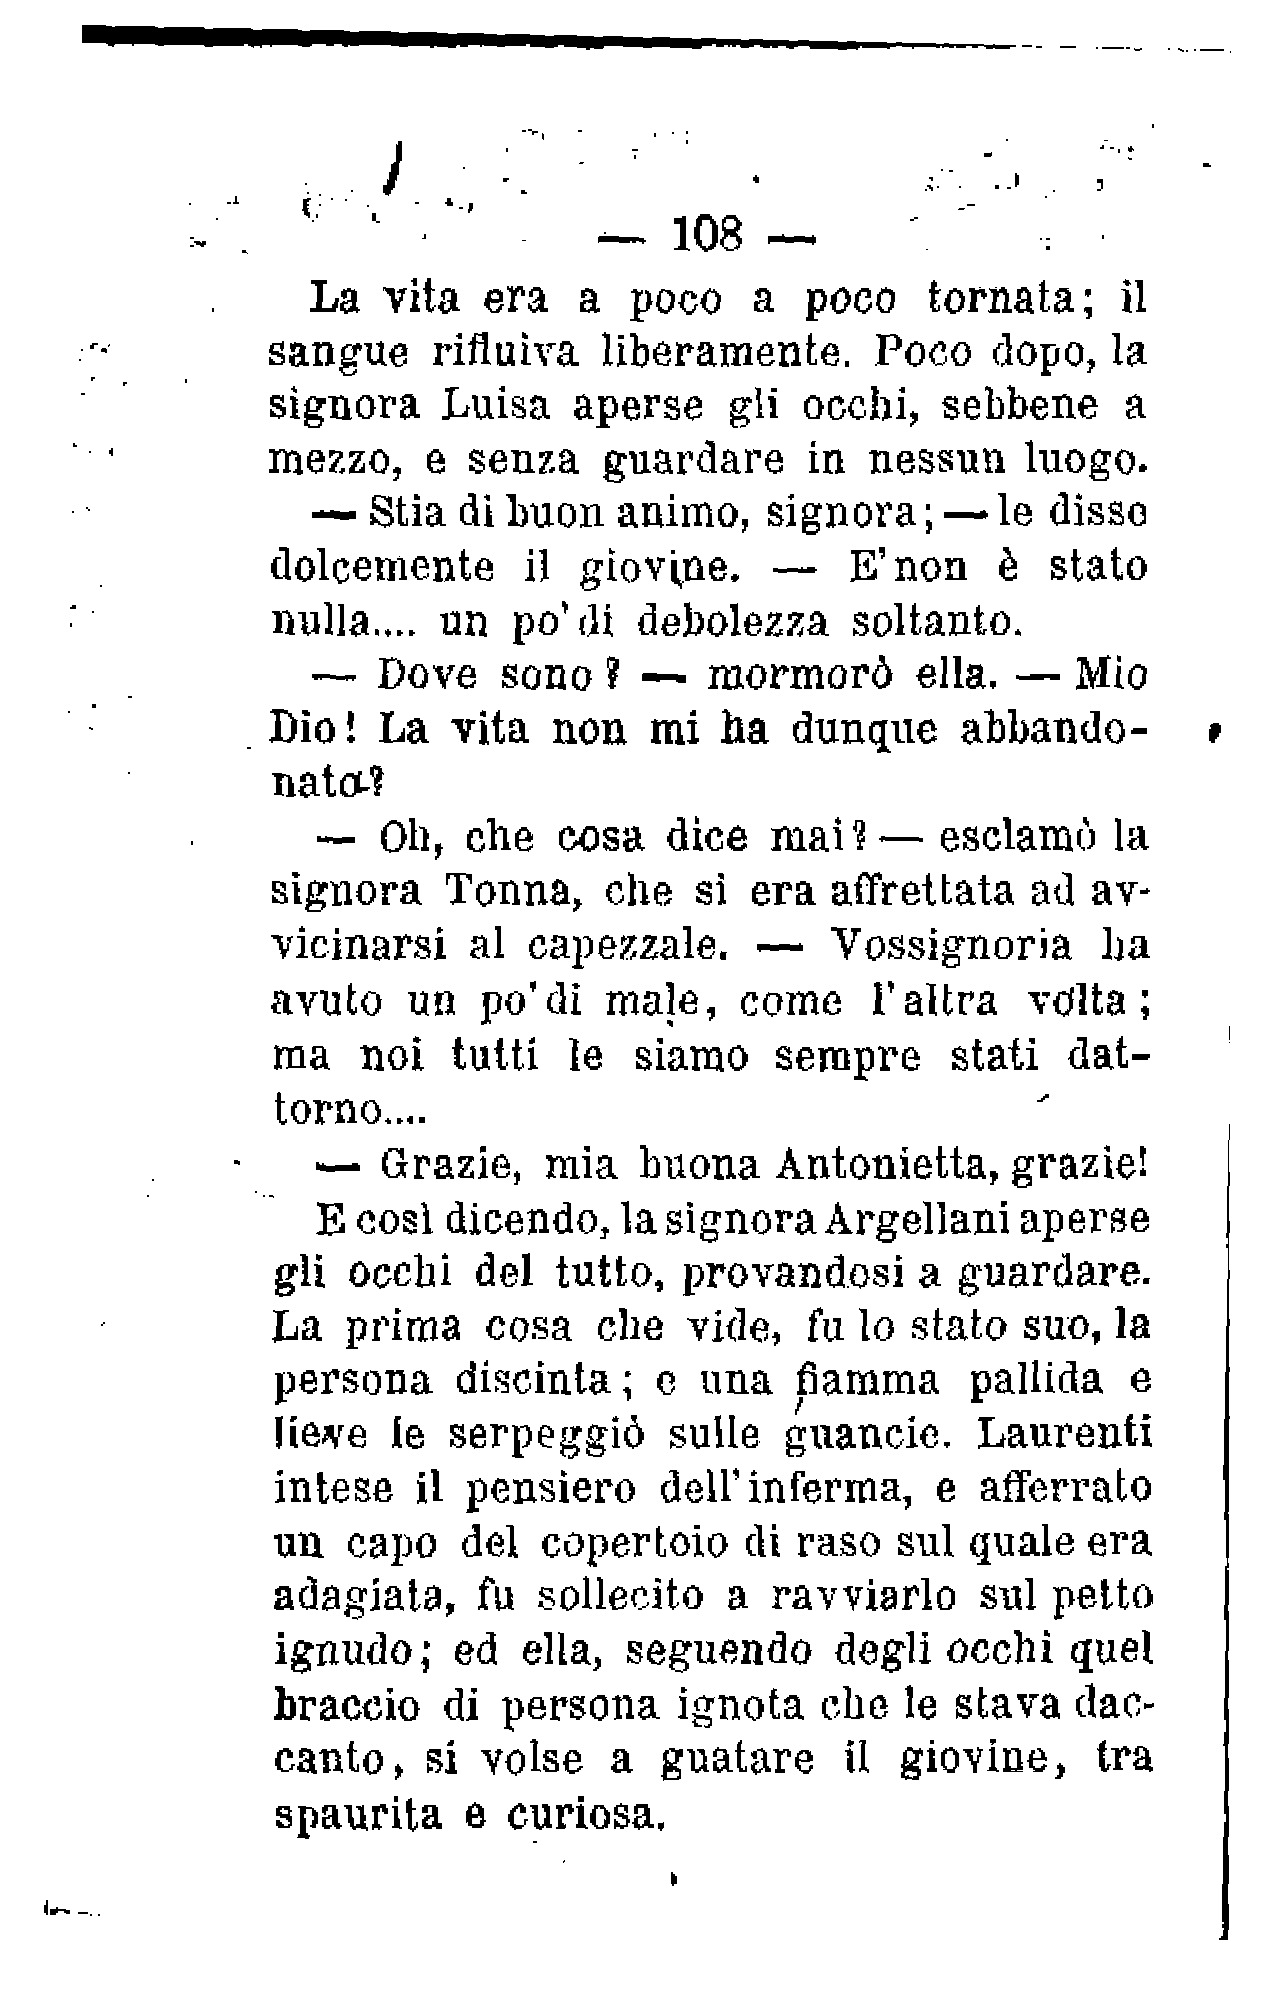 — 108 —
La vita era a poco a poco tornata; il
sangue rifluiva liberamente. Poco dopo, la
signora Luisa aperse gli occhi, sebbene a
mezzo, e senza guardare in nessun luogo.
— Stia di buon animo, signora; — le disse
dolcemente il giovine. — E' non è stato
nulla.... un po' di debolezza soltanto.
— Dove sono? — mormorò ella. — Mio
Dio! La vita non mi ha dunque abbando-
nata?
— Oh, che cosa dice mai? — esclamò la
signora Tonna, che si era affrettata ad av-
vicinarsi al capezzale. — Vossignoria ha
avuto un po' di male, come l'altra volta;
ma noi tutti le siamo sempre stati dat-
torno....
— Grazie, mia buona Antonietta, grazie!
E così dicendo, la signora Argellani aperse
gli occhi del tutto, provandosi a guardare.
La prima cosa che vide, fu lo stato suo, la
persona discinta; e una fiamma pallida e
lieve le serpeggiò sulle guancie. Laurenti
intese il pensiero dell'inferma, e afferrato
un capo del copertoio di raso sul quale era
adagiata, fu sollecito a ravviarlo sul petto
ignudo; ed ella, seguendo degli occhi quel
braccio di persona ignota che le stava dac-
canto, si volse a guatare il giovine, tra
spaurita e curiosa.